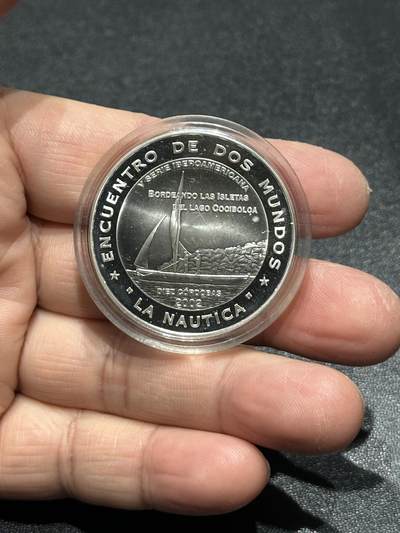 ENCUENTRO DE DOS MUNDOS
V SERIE IBEROAMERICANA
BORDEANDO LAS ISLETAS
DEL LAGO COCIBOLCA
DIEZ CÓRDOBAS
2002
LA NAUTICA